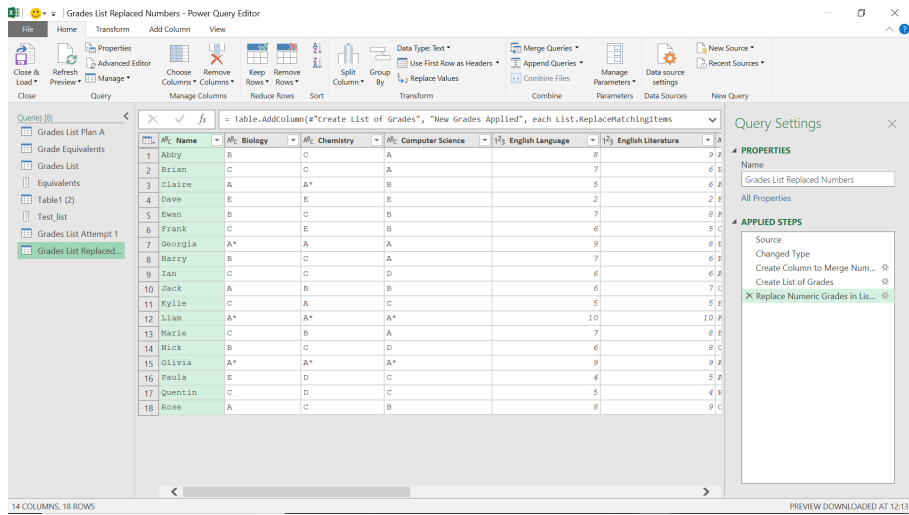 Grades List Replaced Numbers - Power Query Editor
File Home Transform Add Column View
Close & Load
Refresh Preview
Properties
Advanced Editor
Manage
Choose Columns
Remove Columns
Keep Rows
Remove Rows
Split Column
Group By
Data Type: Text
Use First Row as Headers
Replace Values
Merge Queries
Append Queries
Combine Files
Manage Parameters
Data source settings
New Source
Recent Sources
Close Query Manage Columns Reduce Rows Sort Transform Combine Parameters Data Sources New Query
Queries [8]
Grades List Plan A
Grade Equivalents
Grades List
Equivalents
Table1 (2)
Test_list
Grades List Attempt 1
Grades List Replaced...
fx = Table.AddColumn(#"Create List of Grades", "New Grades Applied", each List.ReplaceMatchingItems
Name Biology Chemistry Computer Science English Language English Literature
1 Abby B C A 8 9
2 Brian C C A 7 6
3 Claire A A* B 5 6
4 Dave E E E 2 2
5 Ewan B C B 7 8
6 Frank C E B 6 5
7 Georgia A* A A 9 8
8 Harry B C A 7 6
9 Ian C C D 6 6
10 Jack A B B 6 7
11 Kylie C A C 5 5
12 Liam A* A* A* 10 10
13 Marie C B A 7 8
14 Nick B C D 6 8
15 Olivia A* A* A* 9 9
16 Paula E D C 4 5
17 Quentin C D C 5 4
18 Rose A C B 8 9
Query Settings
PROPERTIES
Name
Grades List Replaced Numbers
All Properties
APPLIED STEPS
Source
Changed Type
Create Column to Merge Num...
Create List of Grades
Replace Numeric Grades in Lis...
14 COLUMNS, 18 ROWS
PREVIEW DOWNLOADED AT 12:13